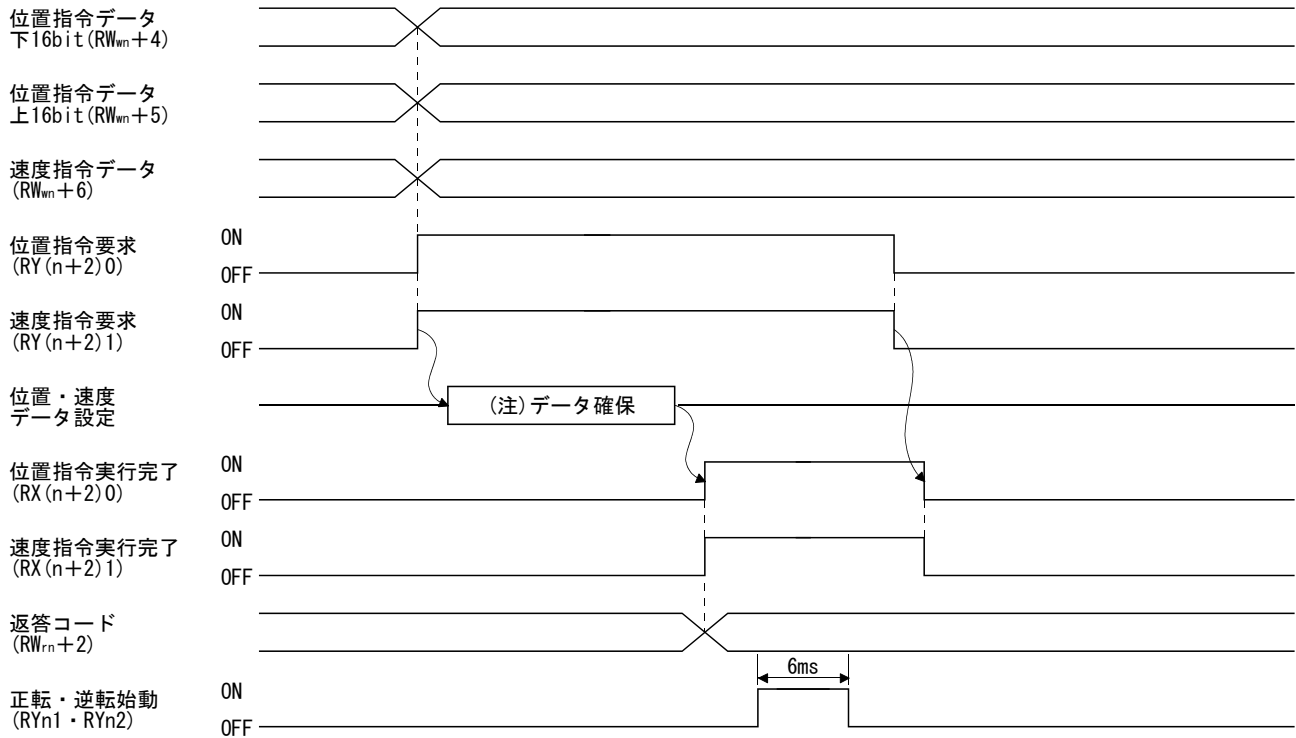 位置指令データ
下16bit(RWwn+4)
位置指令データ
上16bit(RWwn+5)
速度指令データ
(RWwn+6)
位置指令要求
(RY(n+2)0)
ON
OFF
速度指令要求
(RY(n+2)1)
ON
OFF
位置・速度
データ設定
(注)データ確保
位置指令実行完了
(RX(n+2)0)
ON
OFF
速度指令実行完了
(RX(n+2)1)
ON
OFF
返答コード
(RWrn+2)
6ms
正転・逆転始動
(RYn1・RYn2)
ON
OFF